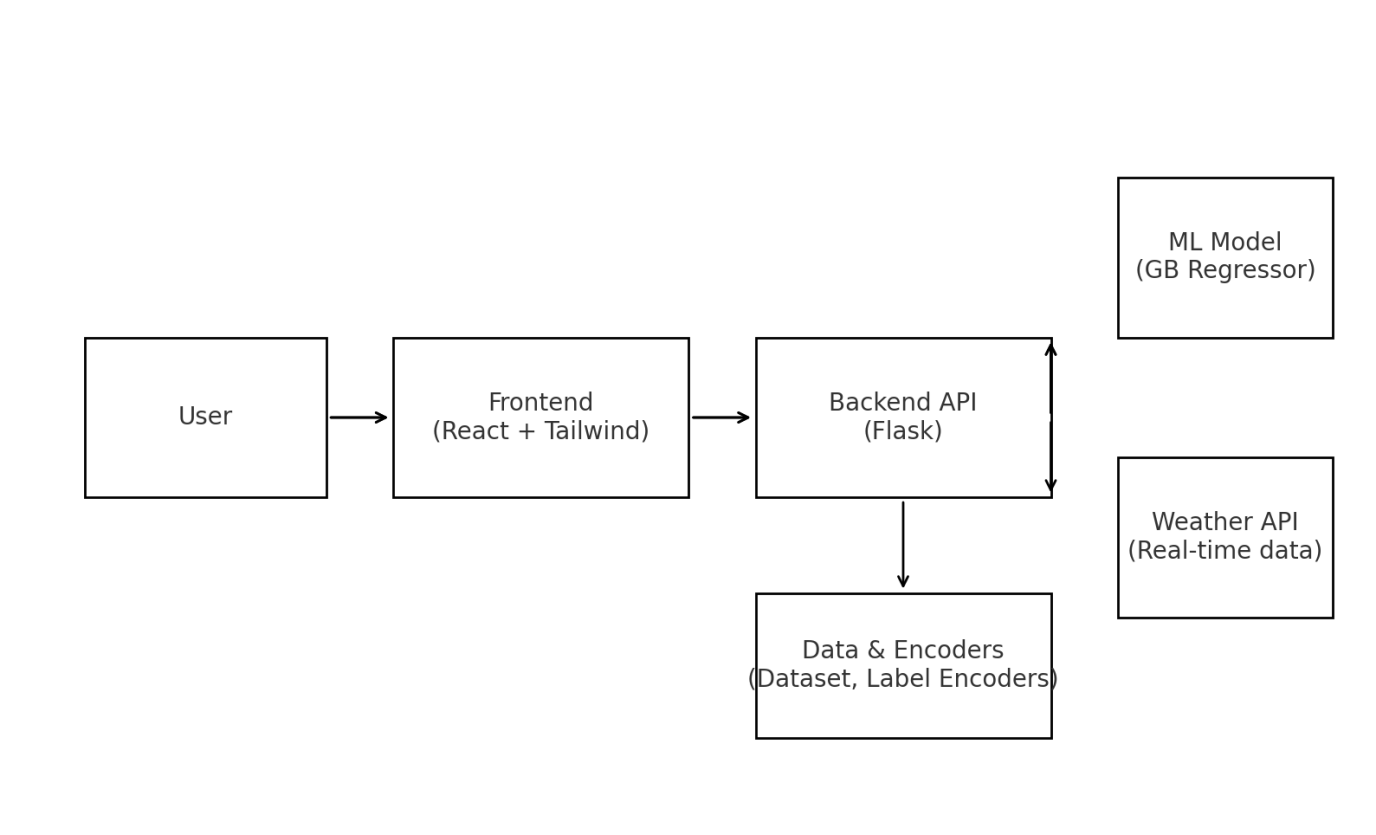 User
Frontend
(React + Tailwind)
Backend API
(Flask)
ML Model
(GB Regressor)
Weather API
(Real-time data)
Data & Encoders
(Dataset, Label Encoders)